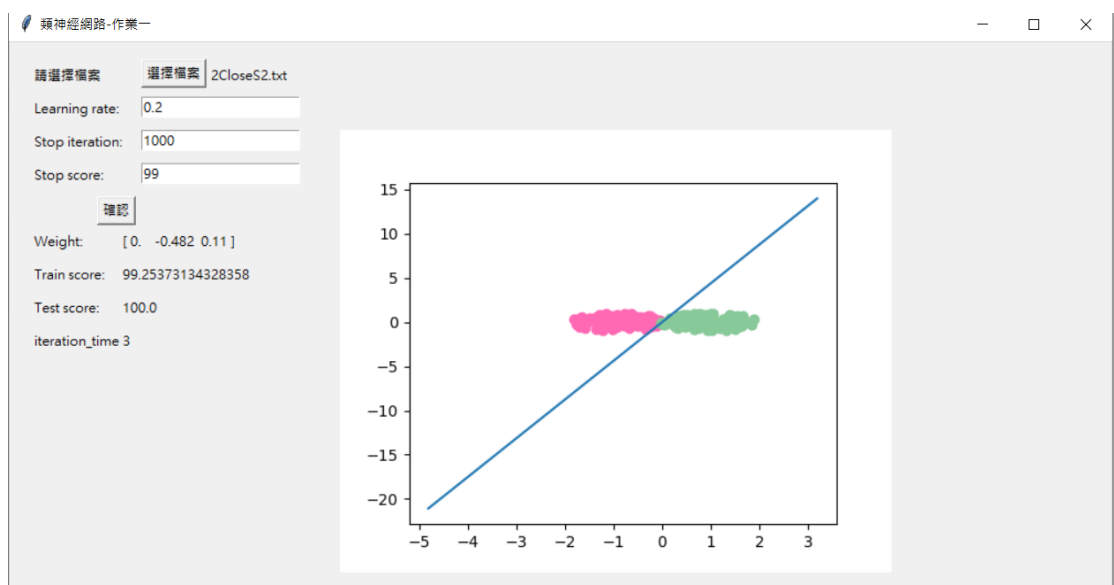 類神經網路-作業一
請選擇檔案 選擇檔案 2CloseS2.txt
Learning rate: 0.2
Stop iteration: 1000
Stop score: 99
確認
Weight: [ 0. -0.482 0.11 ]
Train score: 99.25373134328358
Test score: 100.0
iteration_time 3
15
10
5
0
−5
−10
−15
−20
−5 −4 −3 −2 −1 0 1 2 3